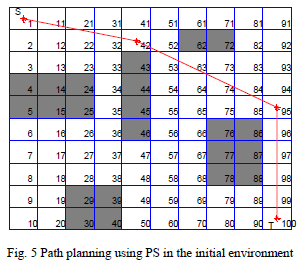 S
1 11 21 31 41 51 61 71 81 91
2 12 22 32 42 52 62 72 82 92
3 13 23 33 43 53 63 73 83 93
4 14 24 34 44 54 64 74 84 94
5 15 25 35 45 55 65 75 85 95
6 16 26 36 46 56 66 76 86 96
7 17 27 37 47 57 67 77 87 97
8 18 28 38 48 58 68 78 88 98
9 19 29 39 49 59 69 79 89 99
10 20 30 40 50 60 70 80 90 T 100
Fig. 5 Path planning using PS in the initial environment